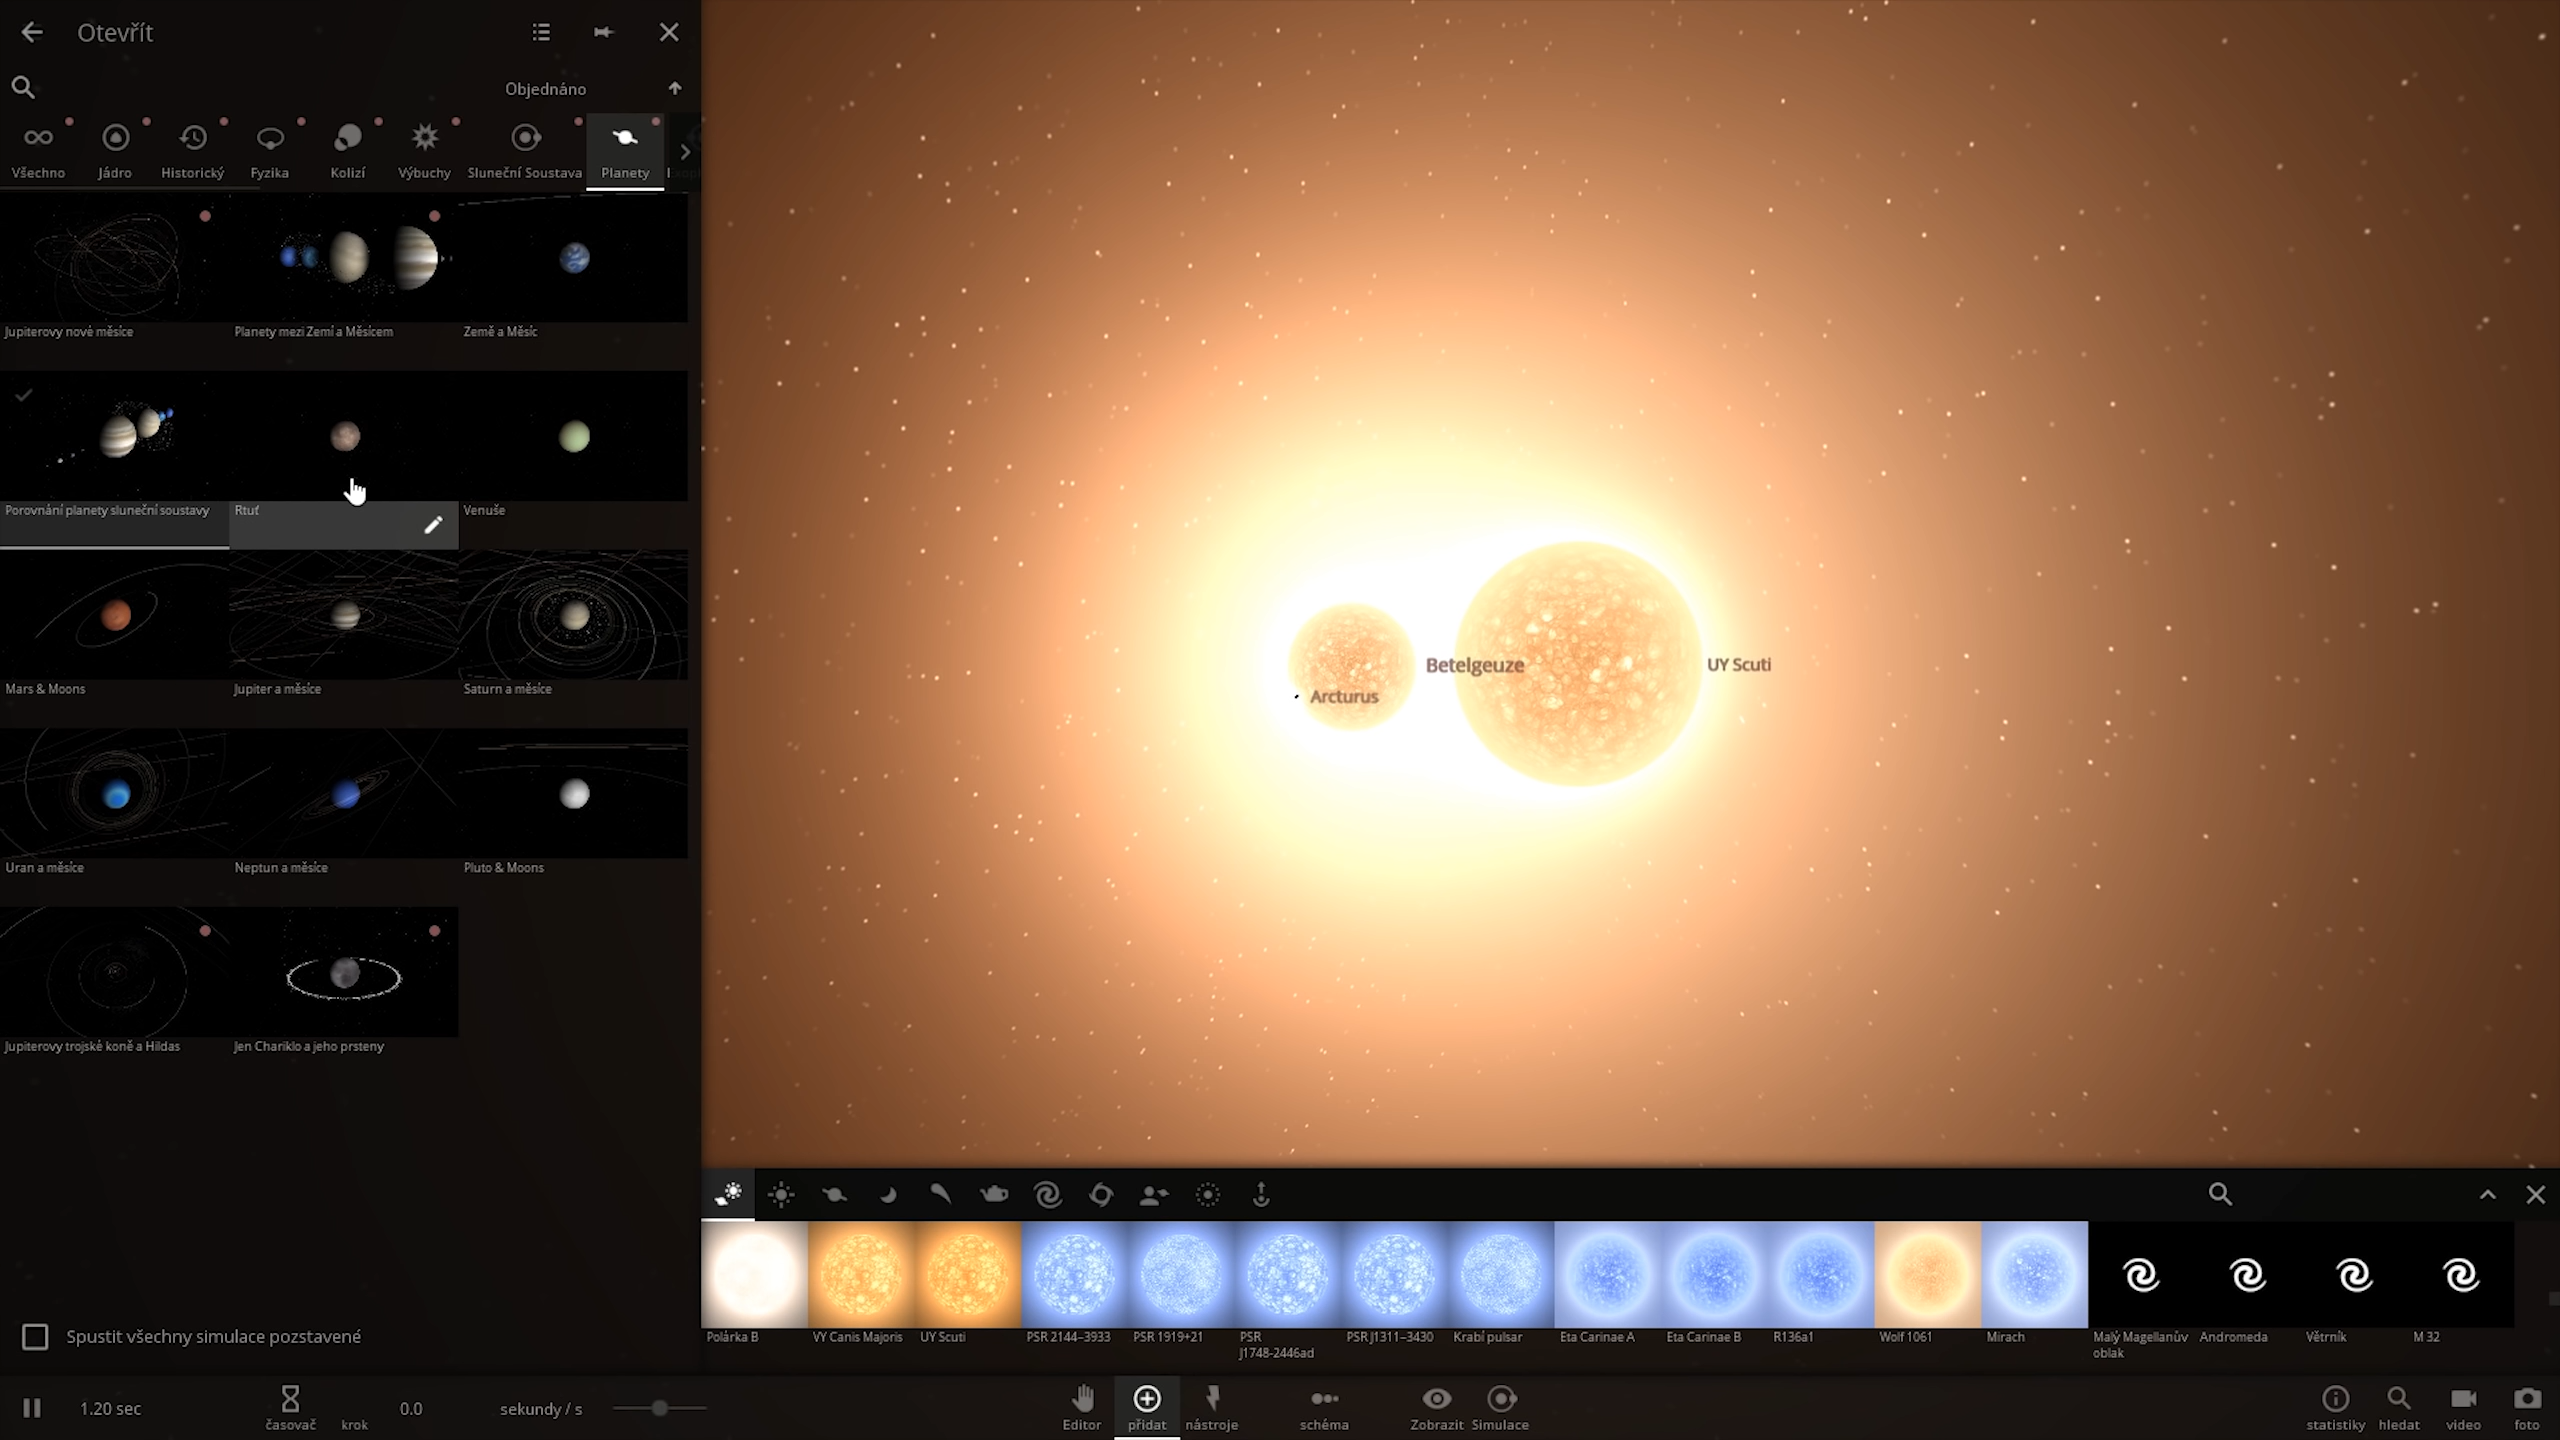 Otevřít
Objednáno
Všechno
Jádro
Historický
Fyzika
Kolizí
Výbuchy
Sluneční Soustava
Planety
Jupiterovy nové měsíce
Planety mezi Zemí a Měsícem
Země a Měsíc
Porovnání planety sluneční soustavy
Rtuť
Venuše
Mars & Moons
Jupiter a měsíce
Saturn a měsíce
Uran a měsíce
Neptun a měsíce
Pluto & Moons
Jupiterovy trojské koně a Hildas
Jen Chariklo a jeho prsteny
Spustit všechny simulace pozstavené
Betelgeuze
UY Scuti
Arcturus
Polárka B
VY Canis Majoris
UY Scuti
PSR 2144–3933
PSR 1919+21
PSR
J1748-2446ad
PSR J1311–3430
Krabí pulsar
Eta Carinae A
Eta Carinae B
R136a1
Wolf 1061
Mirach
Malý Magellanův
oblak
Andromeda
Větrník
M 32
1.20 sec
časovač
krok
0.0
sekundy / s
Editor
přidat
nástroje
schéma
Zobrazit
Simulace
statistiky
hledat
video
foto